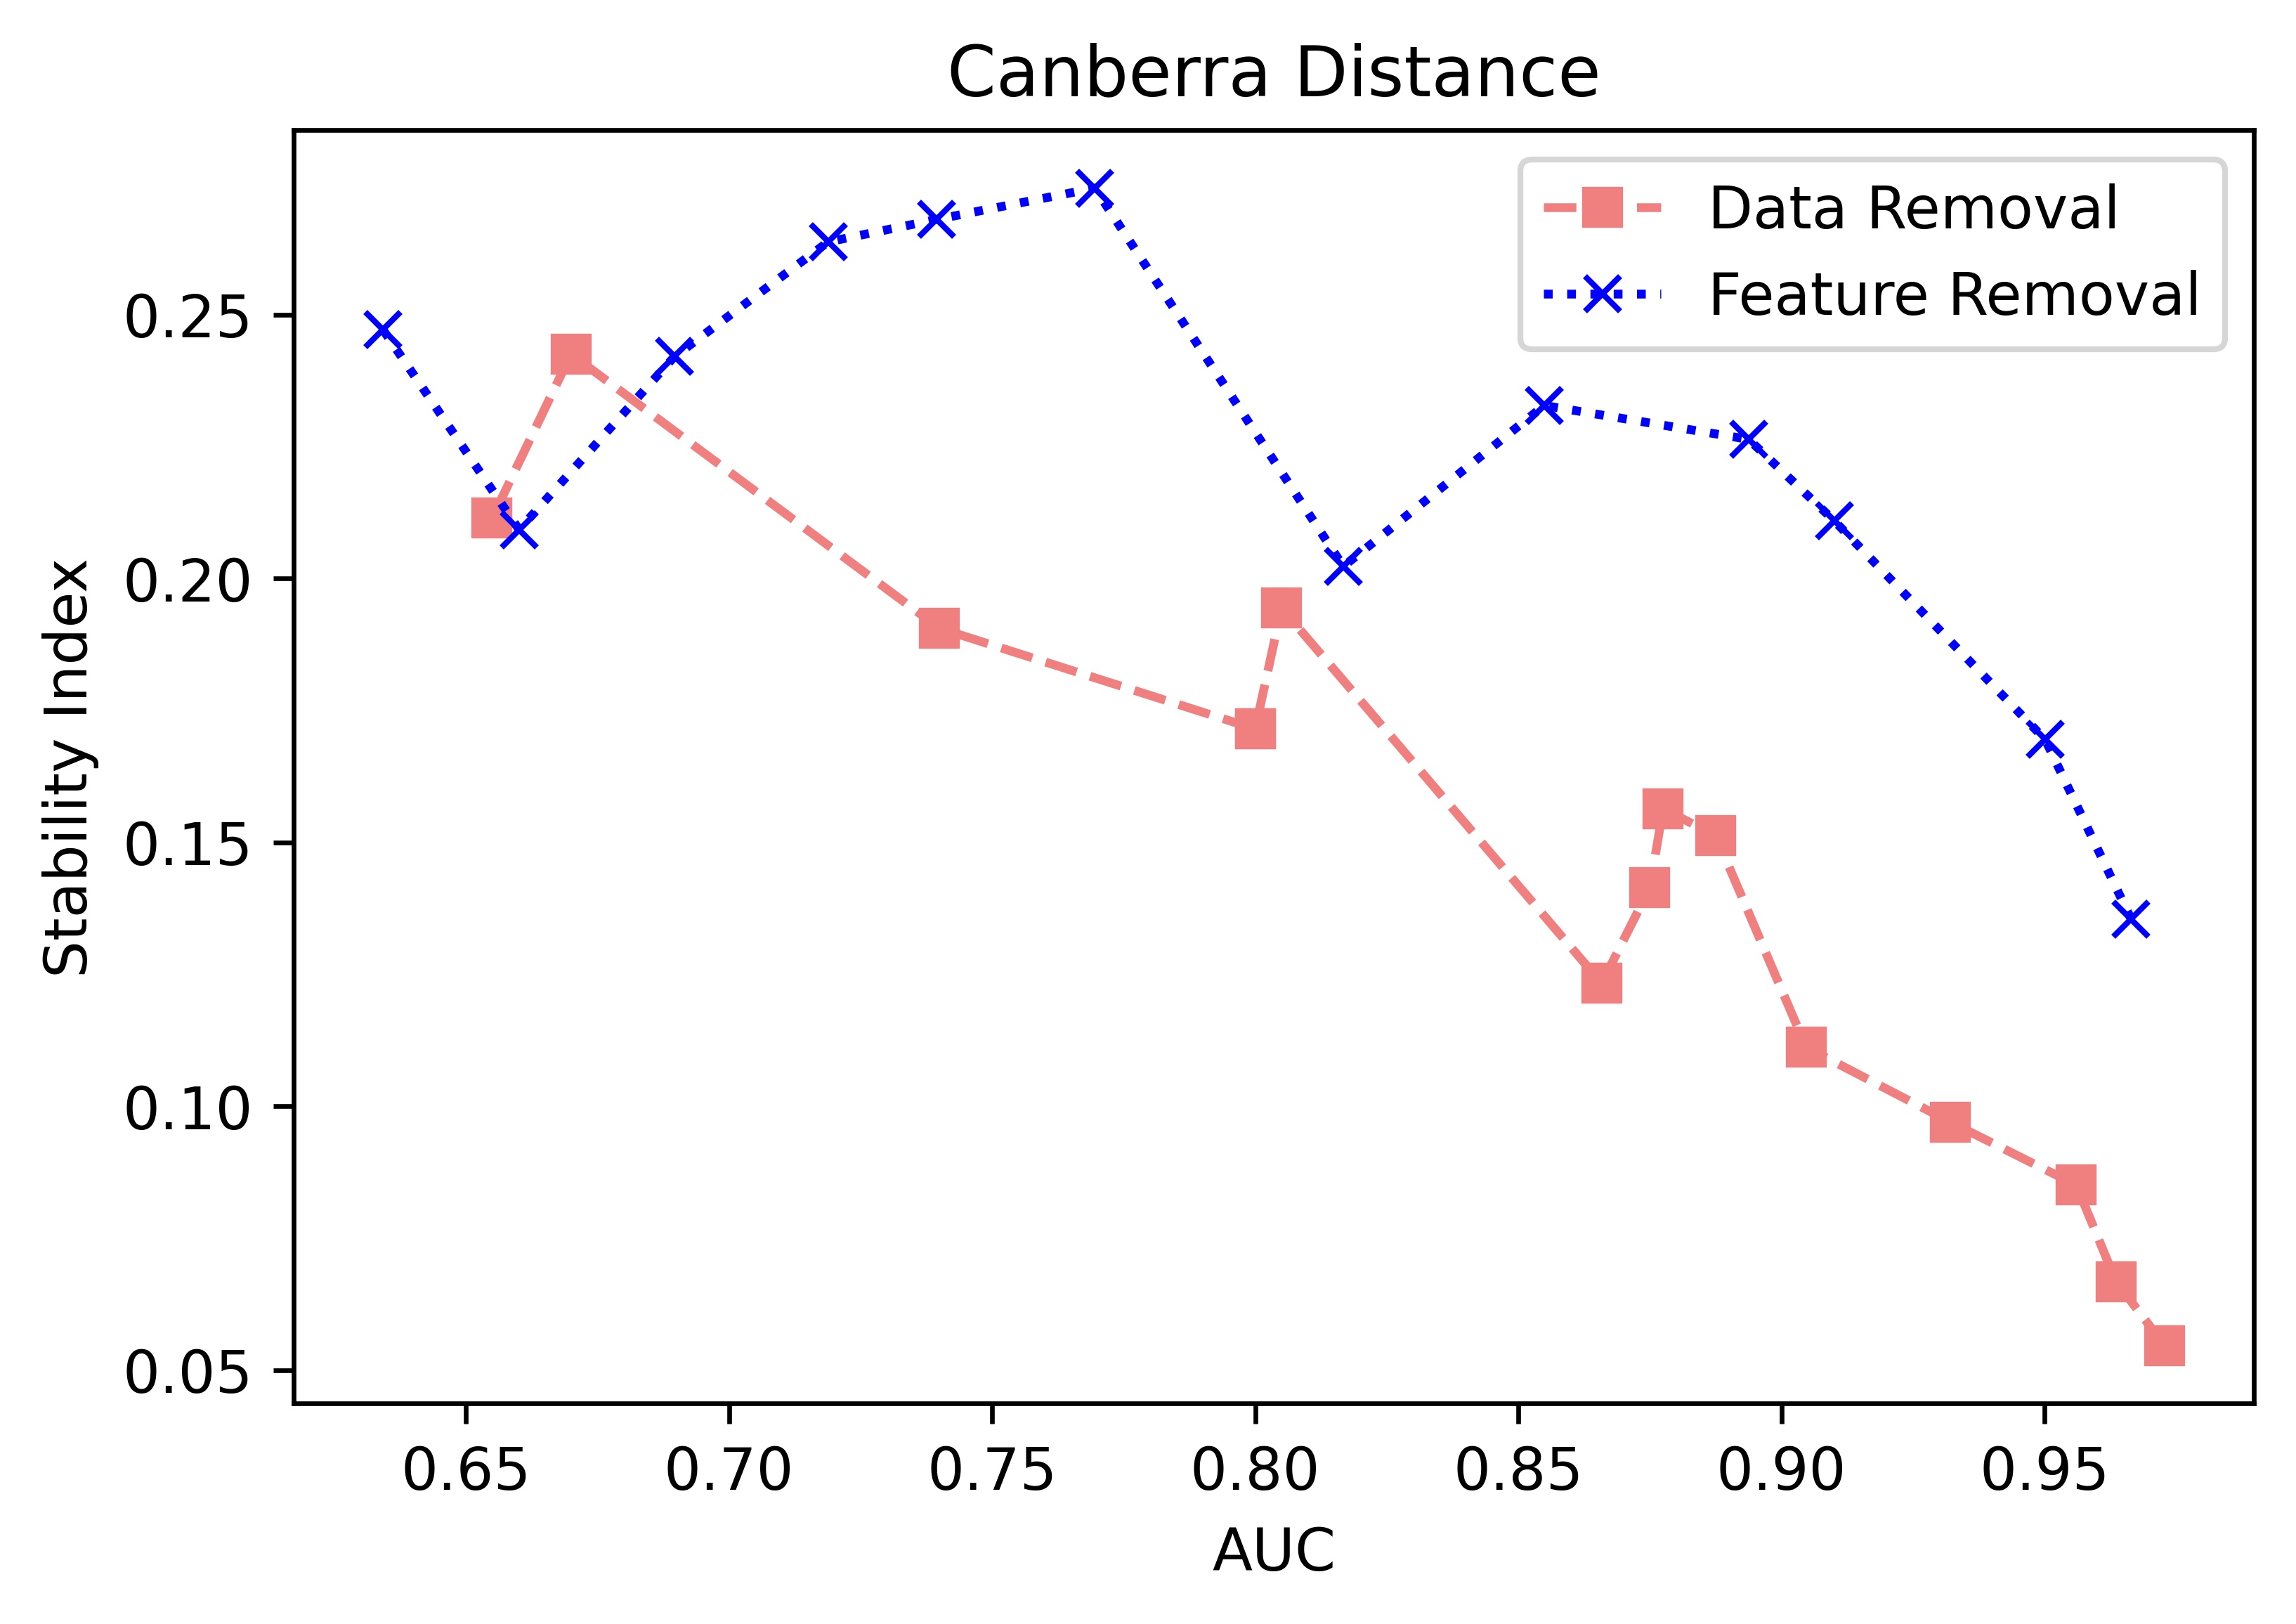 Canberra Distance
Data Removal
Feature Removal
Stability Index
0.25
0.20
0.15
0.10
0.05
0.65 0.70 0.75 0.80 0.85 0.90 0.95
AUC